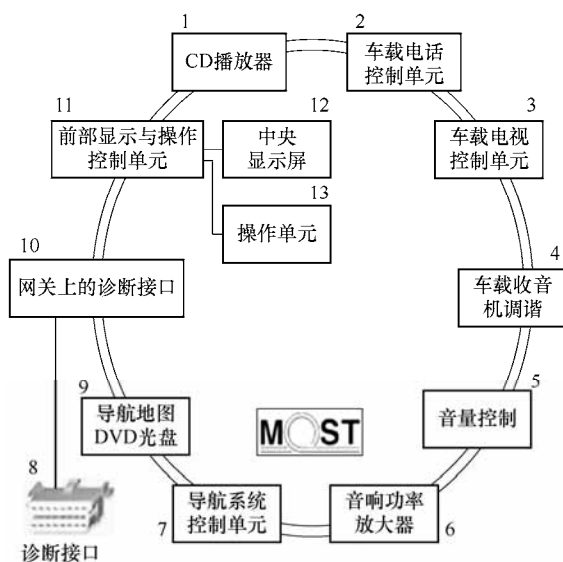 1
CD播放器
2
车载电话
控制单元
11
前部显示与操作
控制单元
12
中央
显示屏
3
车载电视
控制单元
13
操作单元
10
网关上的诊断接口
4
车载收音
机调谐
9
导航地图
DVD光盘
MOST
5
音量控制
8
诊断接口
7
导航系统
控制单元
音响功率
放大器
6